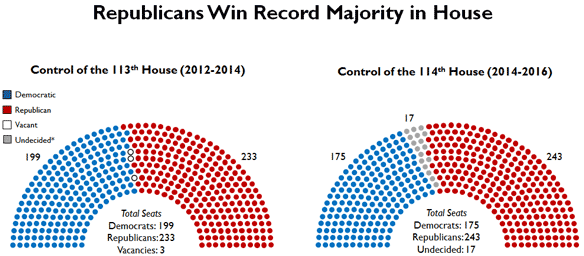 Republicans Win Record Majority in House
Control of the 113th House (2012-2014)
Democratic
Republican
Vacant
Undecided*
199
233
Total Seats
Democrats: 199
Republicans: 233
Vacancies: 3
Control of the 114th House (2014-2016)
17
175
243
Total Seats
Democrats: 175
Republicans: 243
Undecided: 17